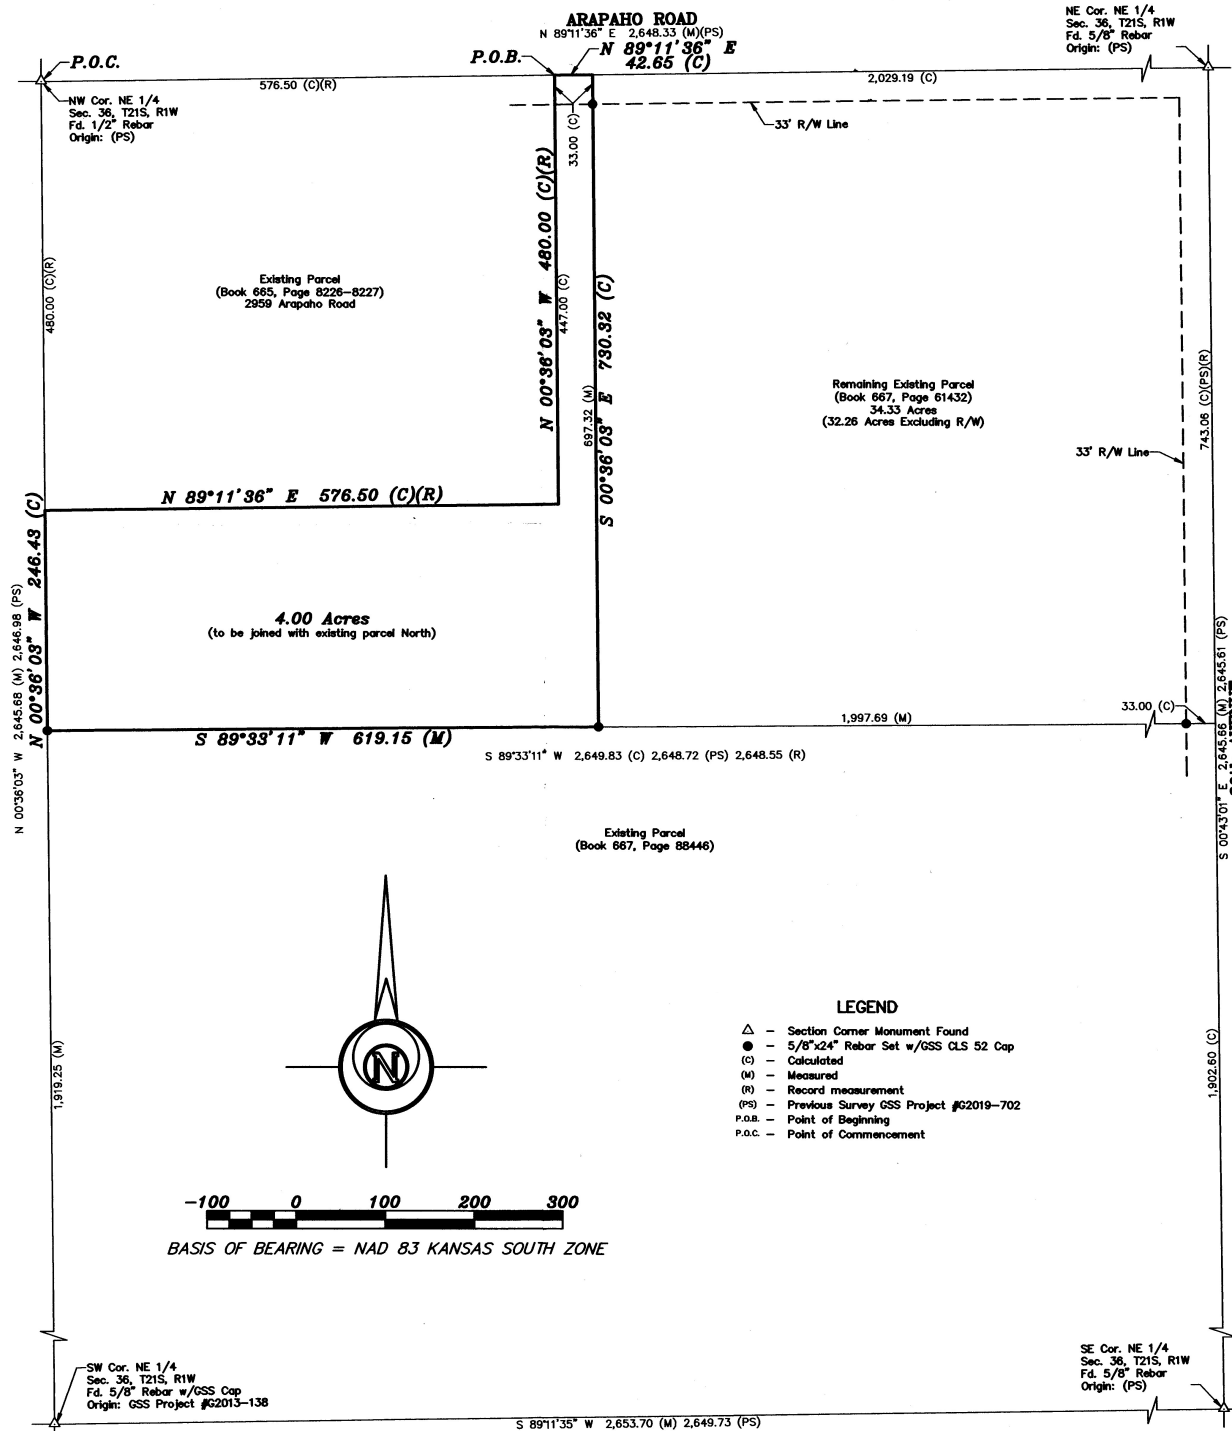 ARAPAHO ROAD
N 89°11'36" E 2,648.33 (M)(PS)
N 89°11'36" E
42.65 (C)
P.O.B.
P.O.C.
NE Cor. NE 1/4
Sec. 36, T21S, R1W
Fd. 5/8" Rebar
Origin: (PS)
576.50 (C)(R)
2,029.19 (C)
NW Cor. NE 1/4
Sec. 36, T21S, R1W
Fd. 1/2" Rebar
Origin: (PS)
33.00 (C)
33' R/W Line
N 00°36'03" W 480.00 (C)(R)
447.00 (C)
480.00 (C)(R)
Existing Parcel
(Book 665, Page 8226-8227)
2959 Arapaho Road
697.32 (M)
S 00°36'03" E 730.32 (C)
Remaining Existing Parcel
(Book 667, Page 61432)
34.33 Acres
(32.26 Acres Excluding R/W)
743.06 (C)(PS)(R)
33' R/W Line
N 89°11'36" E 576.50 (C)(R)
N 00°36'03" W 246.43 (C)
N 00°36'03" W 2,645.68 (M) 2,646.98 (PS)
4.00 Acres
(to be joined with existing parcel North)
S 00°43'01" E 2,645.66 (M) 2,645.61 (PS)
33.00 (C)
1,997.69 (M)
S 89°33'11" W 619.15 (M)
S 89°33'11" W 2,649.83 (C) 2,648.72 (PS) 2,648.55 (R)
Existing Parcel
(Book 667, Page 88446)
N
LEGEND
△ – Section Corner Monument Found
● – 5/8"x24" Rebar Set w/GSS CLS 52 Cap
(C) – Calculated
(M) – Measured
(R) – Record measurement
(PS) – Previous Survey GSS Project #G2019-702
P.O.B. – Point of Beginning
P.O.C. – Point of Commencement
1,919.25 (M)
1,902.60 (C)
-100 0 100 200 300
BASIS OF BEARING = NAD 83 KANSAS SOUTH ZONE
SW Cor. NE 1/4
Sec. 36, T21S, R1W
Fd. 5/8" Rebar w/GSS Cap
Origin: GSS Project #G2013-138
SE Cor. NE 1/4
Sec. 36, T21S, R1W
Fd. 5/8" Rebar
Origin: (PS)
S 89°11'35" W 2,653.70 (M) 2,649.73 (PS)